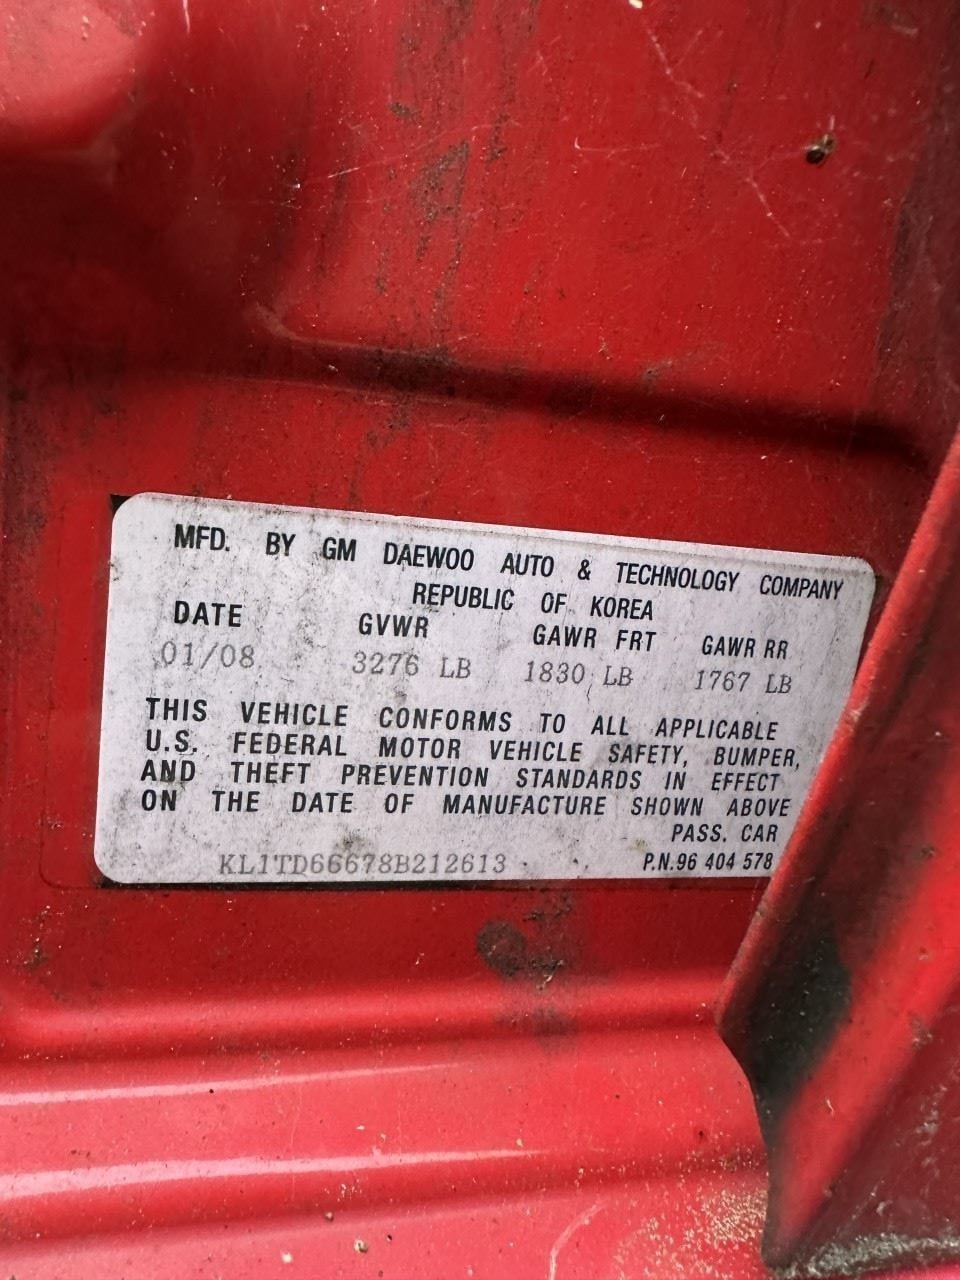 MFD. BY GM DAEWOO AUTO & TECHNOLOGY COMPANY
REPUBLIC OF KOREA
DATE GVWR GAWR FRT GAWR RR
01/08 3276 LB 1830 LB 1767 LB
THIS VEHICLE CONFORMS TO ALL APPLICABLE
U.S. FEDERAL MOTOR VEHICLE SAFETY, BUMPER,
AND THEFT PREVENTION STANDARDS IN EFFECT
ON THE DATE OF MANUFACTURE SHOWN ABOVE
PASS. CAR
KL1TD66678B212613 P.N.96 404 578